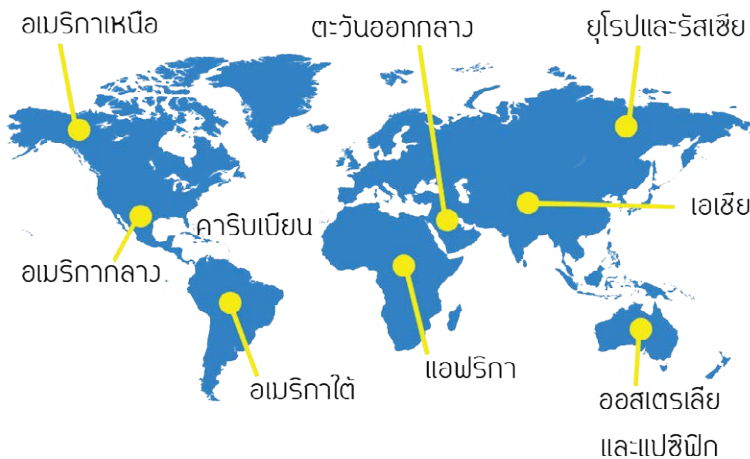 อเมริกาเหนือ
ตะวันออกกลาง
ยุโรปและรัสเซีย
เอเชีย
คาริบเบียน
อเมริกากลาง
แอฟริกา
อเมริกาใต้
ออสเตรเลีย
และแปซิฟิก